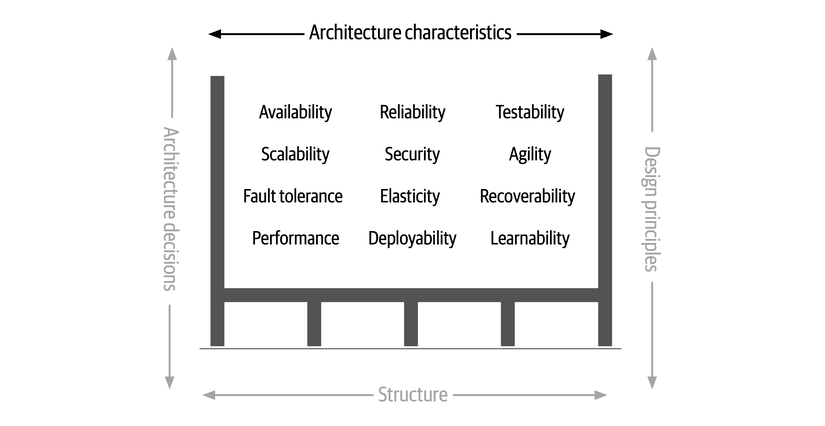 Architecture characteristics
Availability Reliability Testability
Scalability Security Agility
Fault tolerance Elasticity Recoverability
Performance Deployability Learnability
Architecture decisions
Design principles
Structure